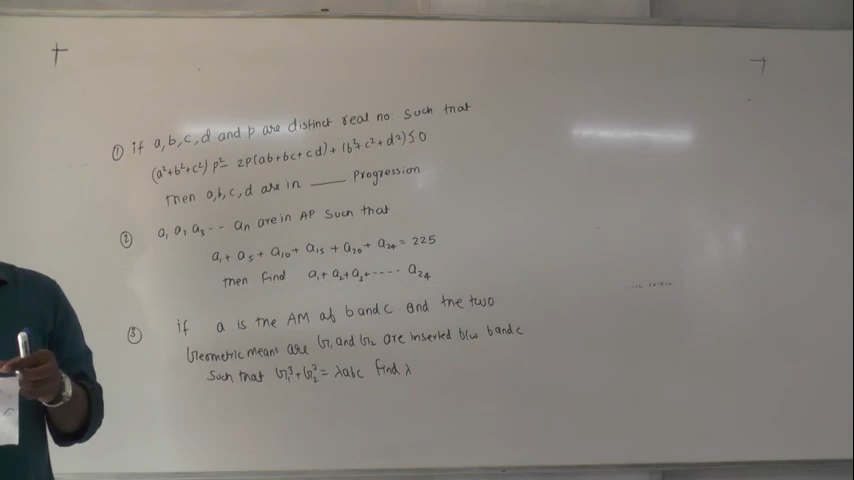 ① if a, b, c, d and p are distinct real no. such that
(a²+b²+c²) p² - 2p(ab+bc+cd) + (b²+c²+d²) ≤ 0
Then a,b,c,d are in ____ Progression
② a₁ a₂ a₃ -- aₙ are in AP such that
a₁ + a₅ + a₁₀ + a₁₅ + a₂₀ + a₂₄ = 225
then find a₁+a₂+a₂+----- a₂₄
③ if a is the AM of b and c and the two
Geometric means are G₁ and G₂ are inserted b/w b and c
such that G₁³+G₂³ = λabc find λ